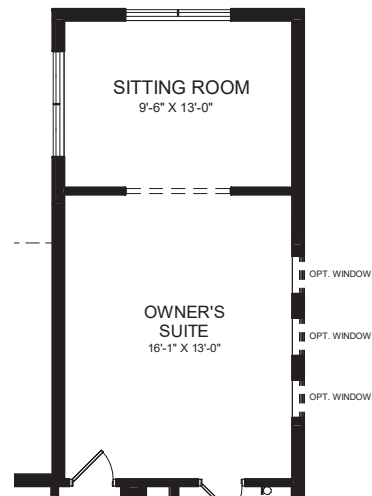 SITTING ROOM
9'-6" X 13'-0"
OPT. WINDOW
OWNER'S
SUITE
16'-1" X 13'-0"
OPT. WINDOW
OPT. WINDOW